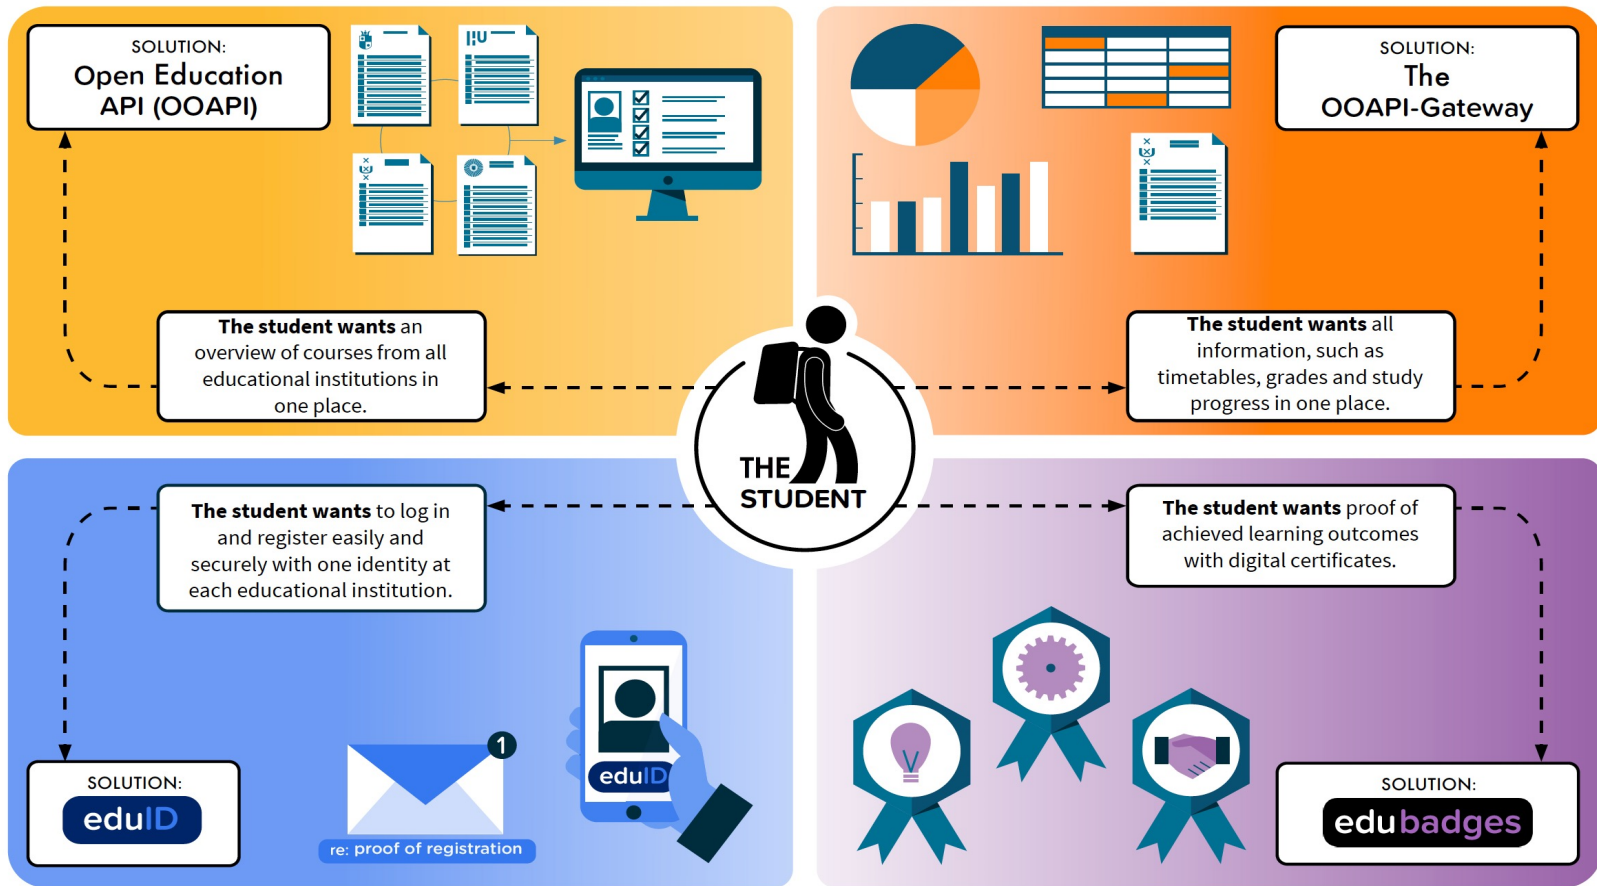 SOLUTION:
Open Education
API (OOAPI)
SOLUTION:
The
OOAPI-Gateway
The student wants an
overview of courses from all
educational institutions in
one place.
The student wants all
information, such as
timetables, grades and study
progress in one place.
THE
STUDENT
The student wants to log in
and register easily and
securely with one identity at
each educational institution.
The student wants proof of
achieved learning outcomes
with digital certificates.
SOLUTION:
eduID
1
re: proof of registration
eduID
SOLUTION:
edubadges